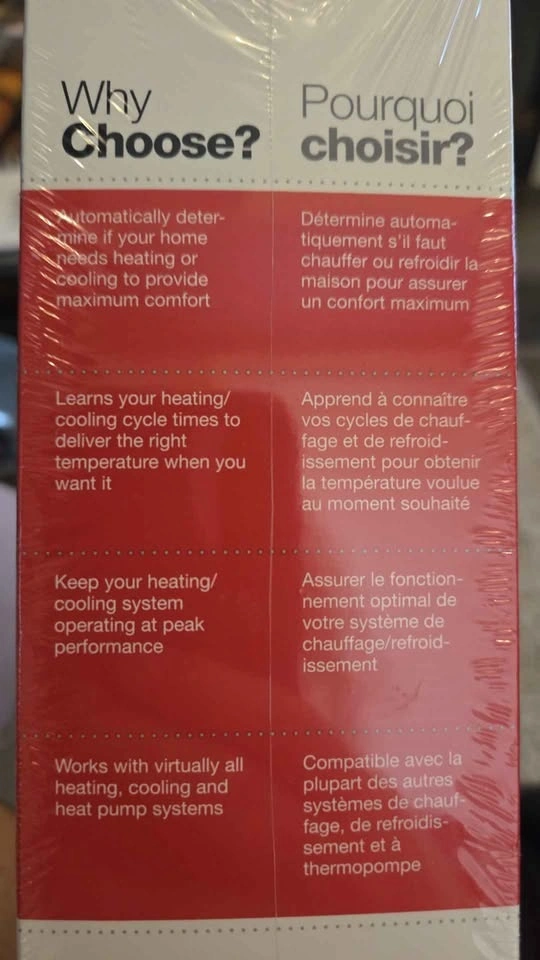 Why
Choose?
Automatically deter-
mine if your home
needs heating or
cooling to provide
maximum comfort
Learns your heating/
cooling cycle times to
deliver the right
temperature when you
want it
Keep your heating/
cooling system
operating at peak
performance
Works with virtually all
heating, cooling and
heat pump systems
Pourquoi
choisir?
Détermine automa-
tiquement s'il faut
chauffer ou refroidir la
maison pour assurer
un confort maximum
Apprend à connaître
vos cycles de chauf-
fage et de refroid-
issement pour obtenir
la température voulue
au moment souhaité
Assurer le fonction-
nement optimal de
votre système de
chauffage/refroid-
issement
Compatible avec la
plupart des autres
systèmes de chauf-
fage, de refroidis-
sement et à
thermopompe